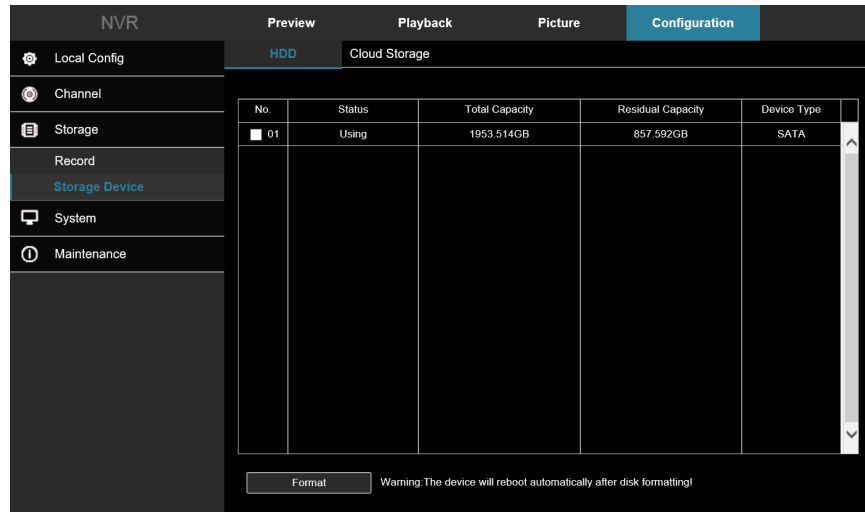 NVR Preview Playback Picture Configuration
Local Config
HDD Cloud Storage
Channel
Storage
Record
Storage Device
System
Maintenance
No. Status Total Capacity Residual Capacity Device Type
01 Using 1953.514GB 857.592GB SATA
Format Warning:The device will reboot automatically after disk formatting!